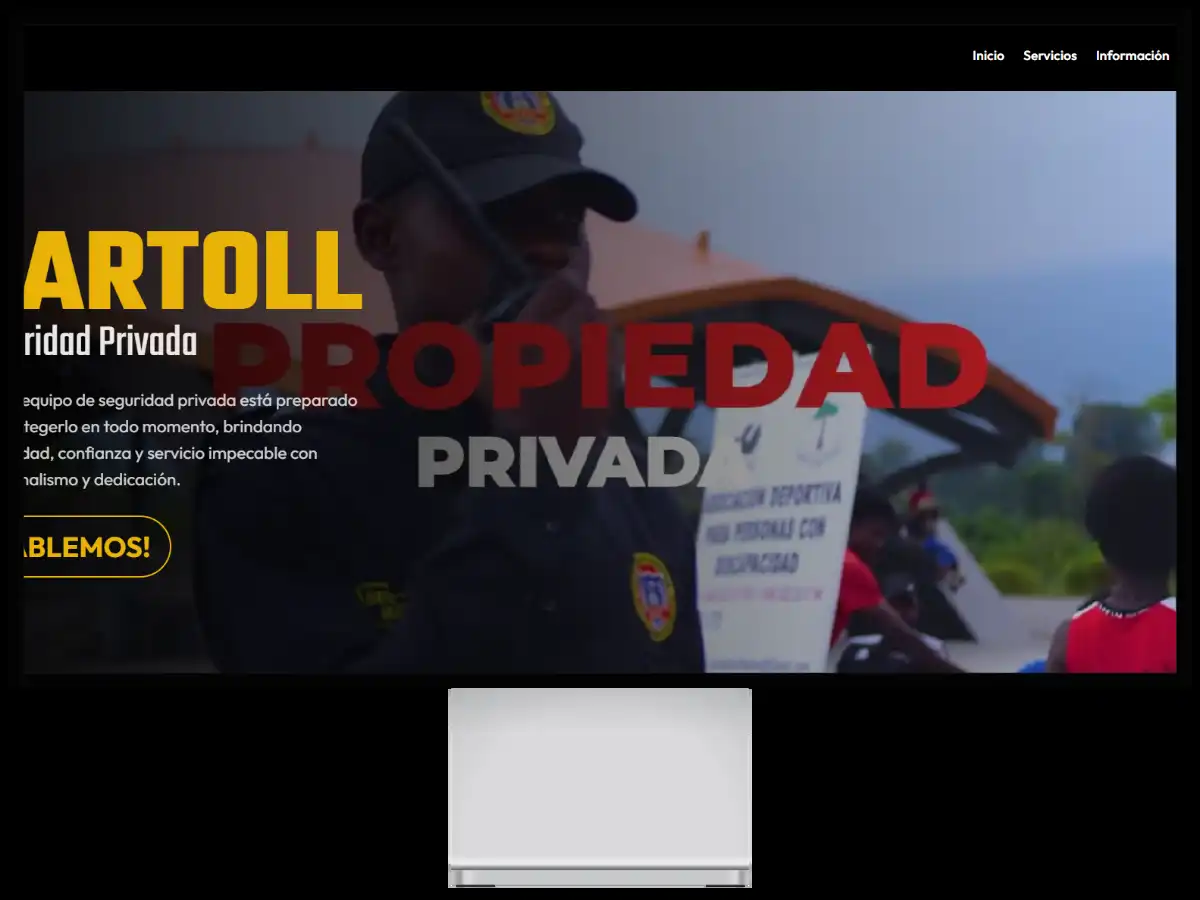 Inicio Servicios Información
ARTOLL
ridad Privada
PROPIEDAD
equipo de seguridad privada está preparado
tegerlo en todo momento, brindando
dad, confianza y servicio impecable con
nalismo y dedicación.
PRIVADA
DEPORTIVA
PARA PERSONAS CON
DISCAPACIDAD
ABLEMOS!